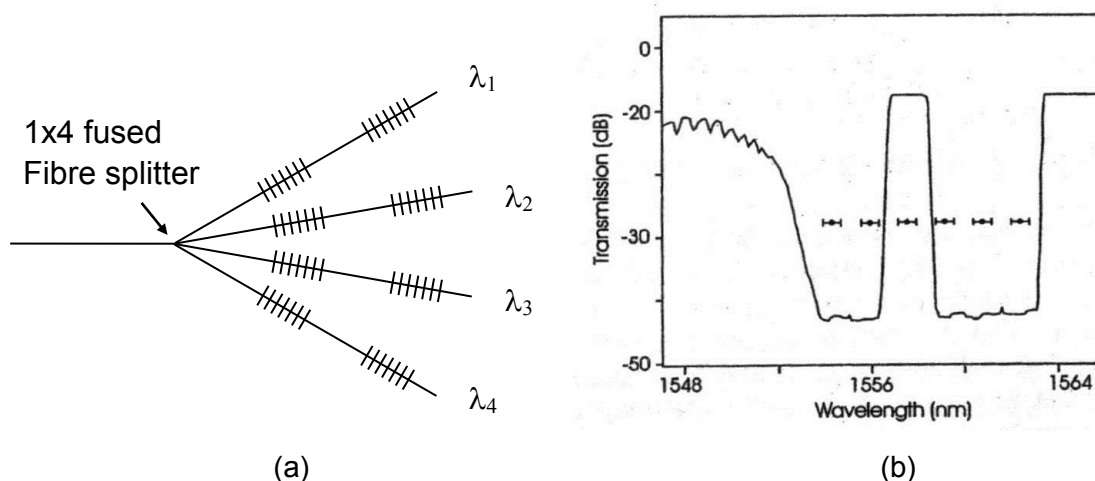 1x4 fused
Fibre splitter
λ1
λ2
λ3
λ4
(a)
Transmission (dB)
0
-20
-30
-50
1548
1556
1564
Wavelength (nm)
(b)